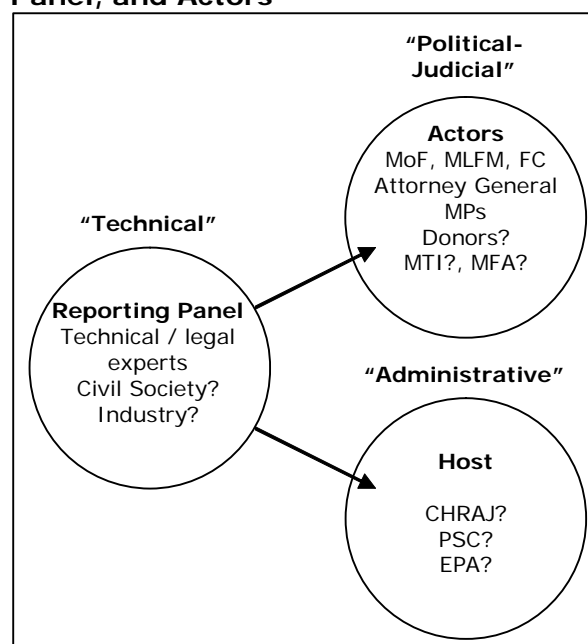 Panel, and Actors
“Political-
Judicial”
Actors
MoF, MLFM, FC
Attorney General
MPs
Donors?
MTI?, MFA?
“Technical”
Reporting Panel
Technical / legal
experts
Civil Society?
Industry?
“Administrative”
Host
CHRAJ?
PSC?
EPA?